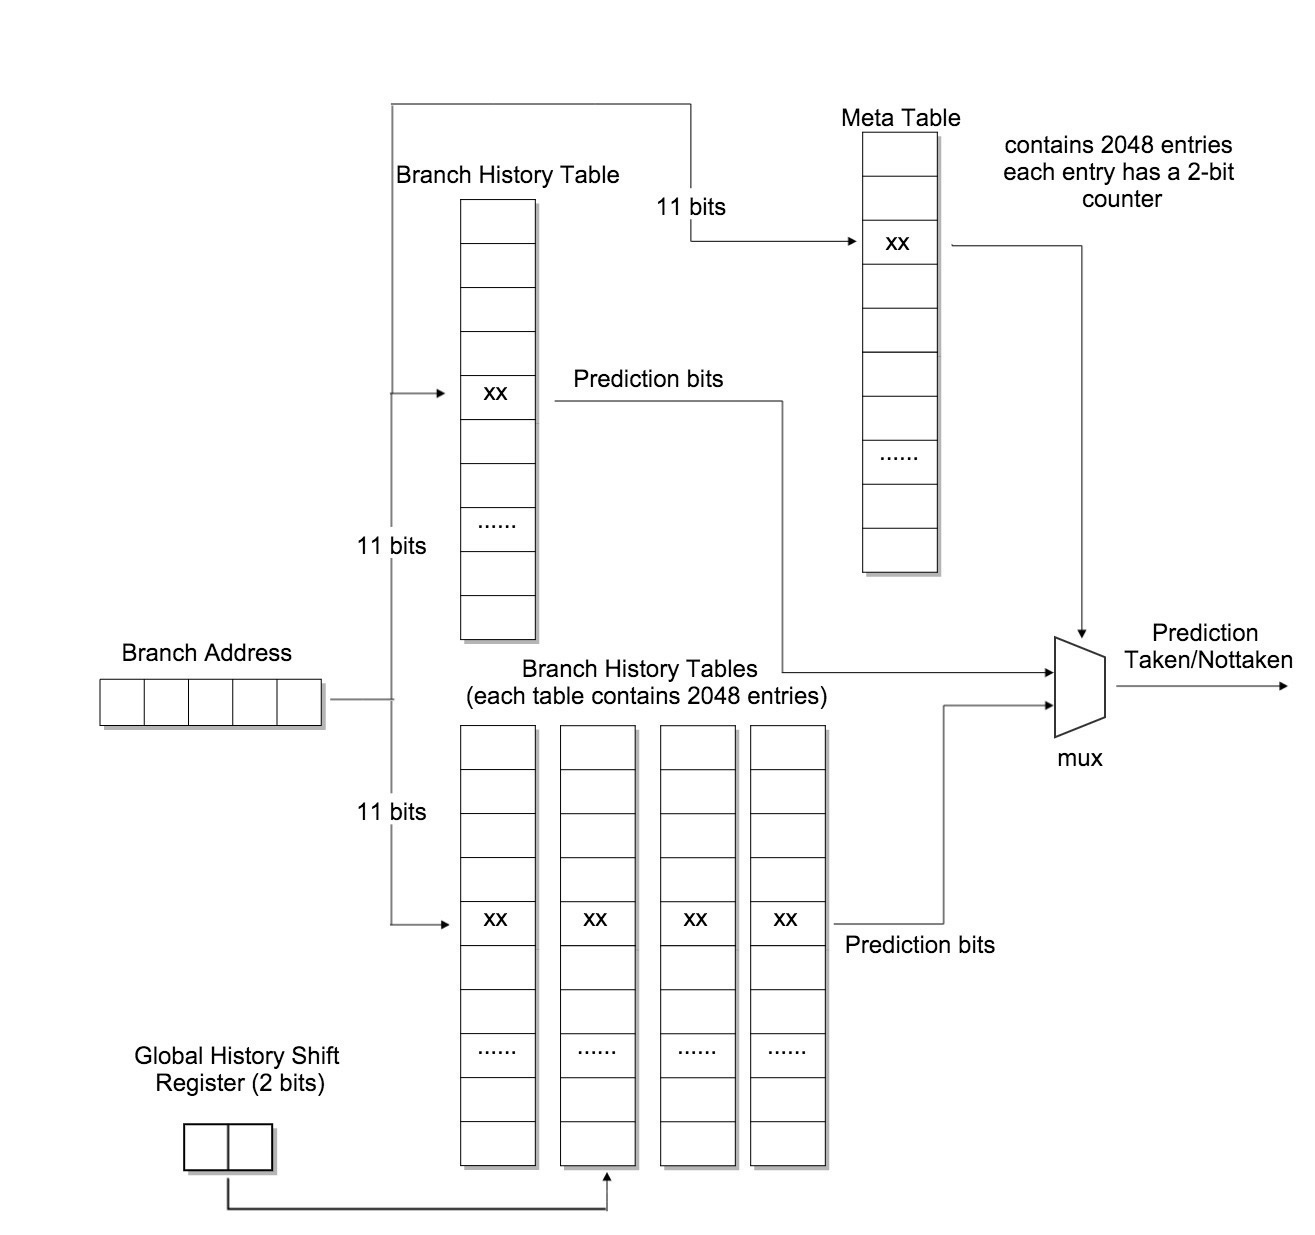 Meta Table
contains 2048 entries
each entry has a 2-bit
counter
Branch History Table
11 bits
xx
xx
Prediction bits
......
......
11 bits
Branch Address
Prediction
Taken/Nottaken
Branch History Tables
(each table contains 2048 entries)
mux
11 bits
xx xx xx xx
Prediction bits
...... ...... ...... ......
Global History Shift
Register (2 bits)